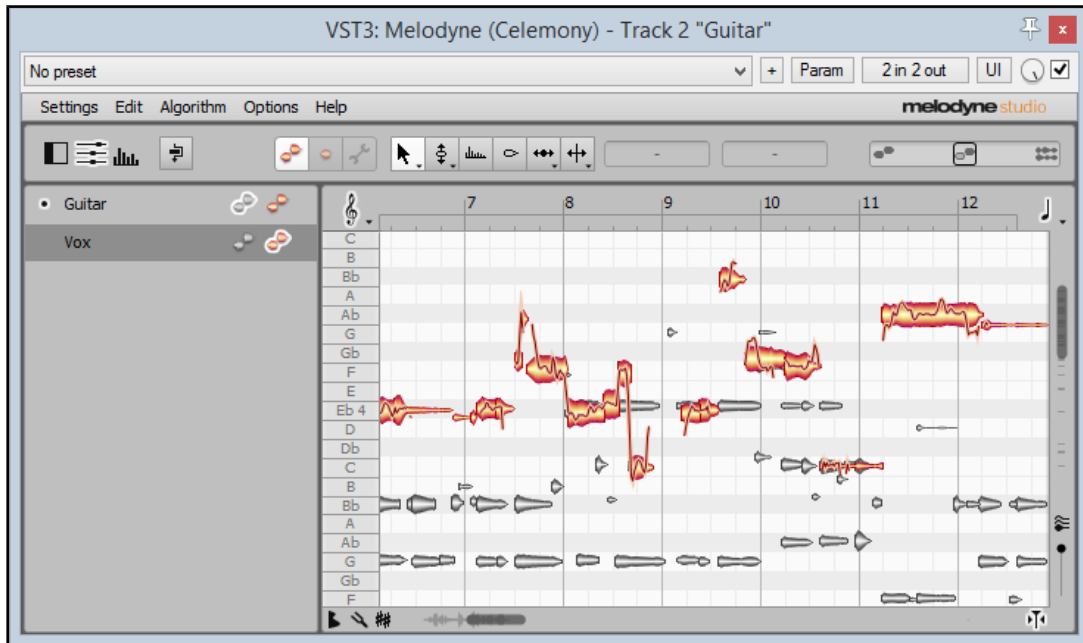 VST3: Melodyne (Celemony) - Track 2 "Guitar"
x
No preset + Param 2 in 2 out UI
Settings Edit Algorithm Options Help melodyne studio
- -
Guitar 7 8 9 10 11 12
Vox
C
B
Bb
A
Ab
G
Gb
F
E
Eb 4
D
Db
C
B
Bb
A
Ab
G
Gb
F